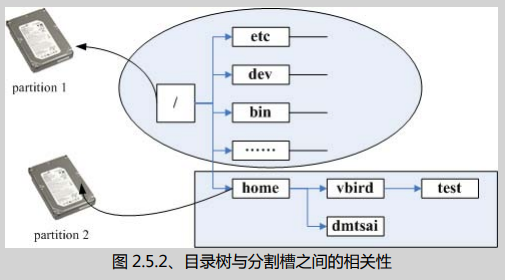 partition 1
/
etc
dev
bin
……
home
vbird
test
dmtsai
partition 2
图 2.5.2、目录树与分割槽之间的相关性